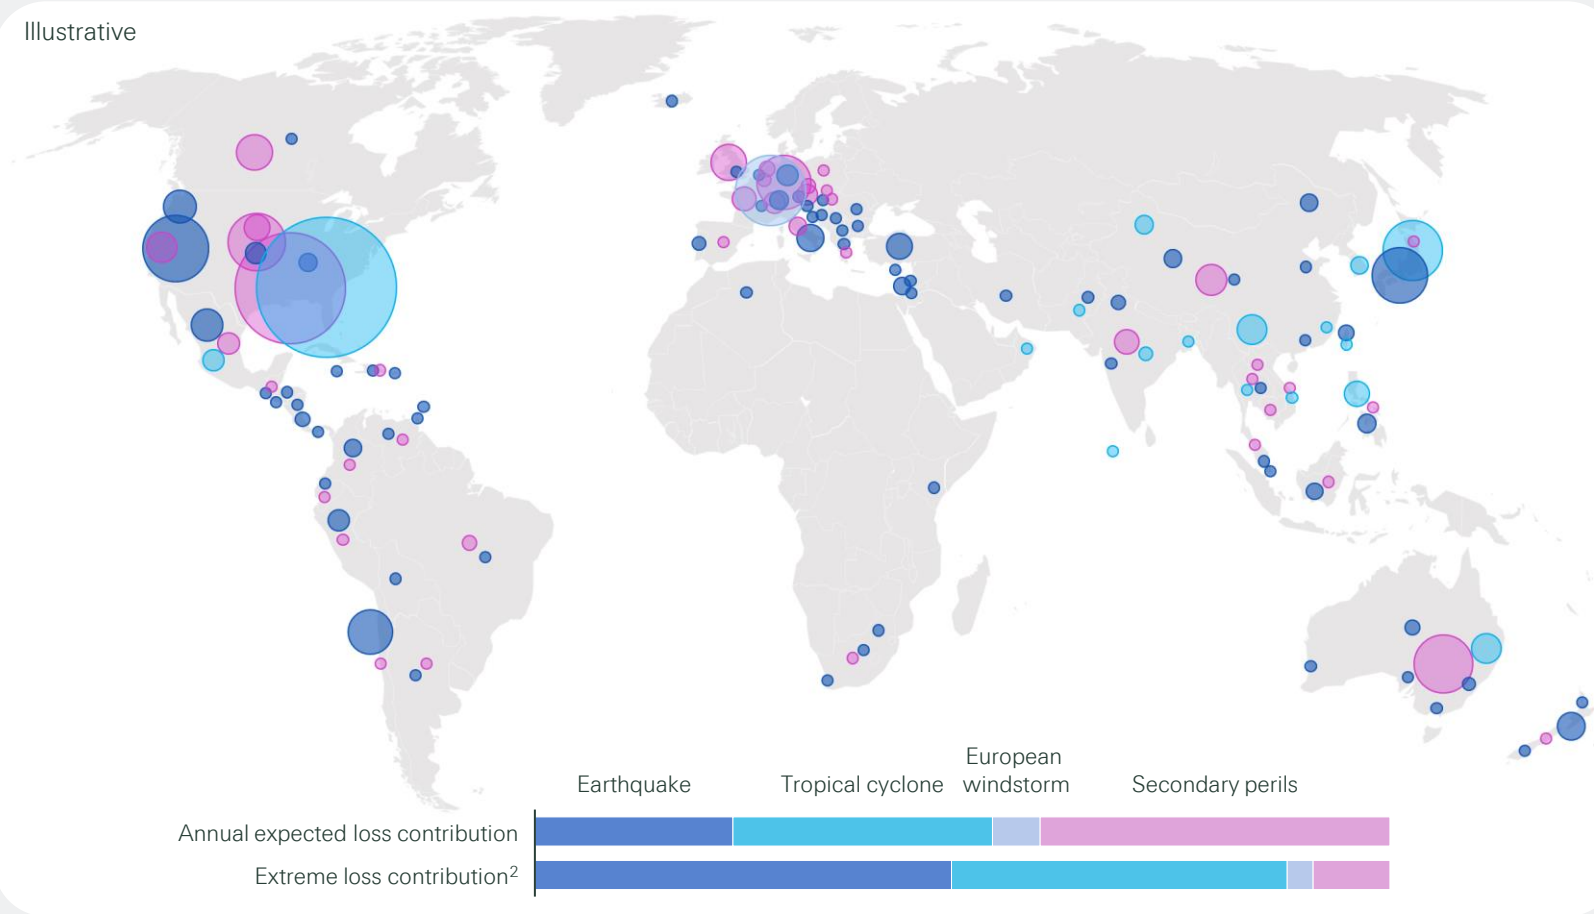 Illustrative
Earthquake
Tropical cyclone
European
windstorm
Secondary perils
Annual expected loss contribution
Extreme loss contribution²